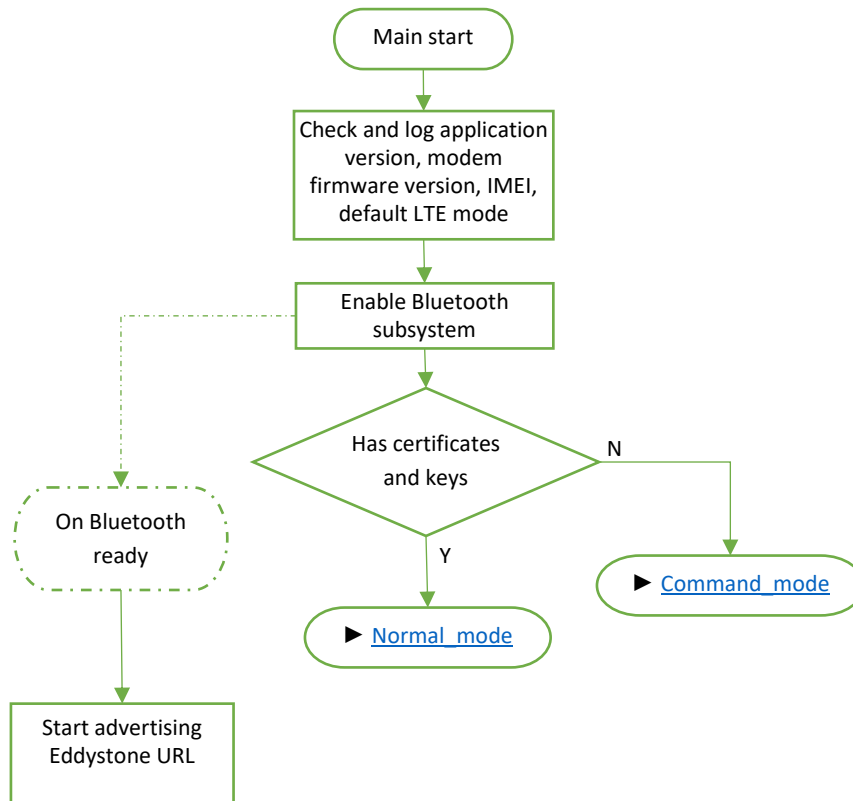 Main start
Check and log application
version, modem
firmware version, IMEI,
default LTE mode
Enable Bluetooth
subsystem
Has certificates
and keys
N
On Bluetooth
ready
Y
► Command_mode
► Normal_mode
Start advertising
Eddystone URL